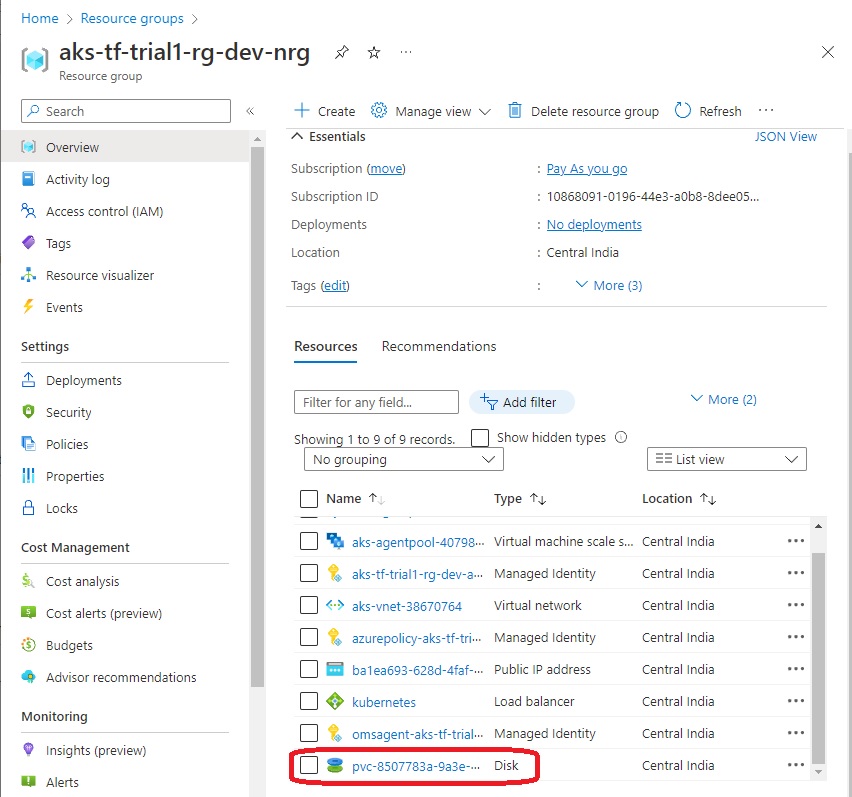 Home > Resource groups >
aks-tf-trial1-rg-dev-nrg
Resource group
Search
Create
Manage view
Delete resource group
Refresh
Overview
Activity log
Access control (IAM)
Tags
Resource visualizer
Events
Settings
Deployments
Security
Policies
Properties
Locks
Cost Management
Cost analysis
Cost alerts (preview)
Budgets
Advisor recommendations
Monitoring
Insights (preview)
Alerts
Essentials
JSON View
Subscription (move) : Pay As you go
Subscription ID : 10868091-0196-44e3-a0b8-8dee05...
Deployments : No deployments
Location : Central India
Tags (edit) : More (3)
Resources Recommendations
Filter for any field...
Add filter
More (2)
Showing 1 to 9 of 9 records.
Show hidden types
No grouping
List view
Name Type Location
aks-agentpool-40798... Virtual machine scale s... Central India
aks-tf-trial1-rg-dev-a... Managed Identity Central India
aks-vnet-38670764 Virtual network Central India
azurepolicy-aks-tf-tri... Managed Identity Central India
ba1ea693-628d-4faf-... Public IP address Central India
kubernetes Load balancer Central India
omsagent-aks-tf-trial... Managed Identity Central India
pvc-8507783a-9a3e-... Disk Central India